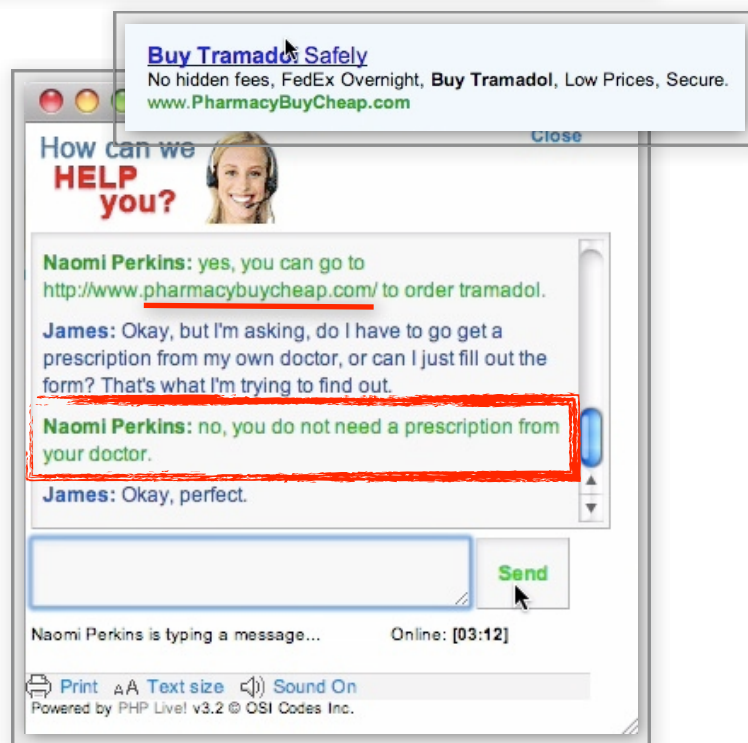 Buy Tramadol Safely
No hidden fees, FedEx Overnight, Buy Tramadol, Low Prices, Secure.
www.PharmacyBuyCheap.com
Close
How can we
HELP
you?
Naomi Perkins: yes, you can go to
http://www.pharmacybuycheap.com/ to order tramadol.
James: Okay, but I'm asking, do I have to go get a
prescription from my own doctor, or can I just fill out the
form? That's what I'm trying to find out.
Naomi Perkins: no, you do not need a prescription from
your doctor.
James: Okay, perfect.
Send
Naomi Perkins is typing a message... Online: [03:12]
Print AA Text size Sound On
Powered by PHP Live! v3.2 © OSI Codes Inc.